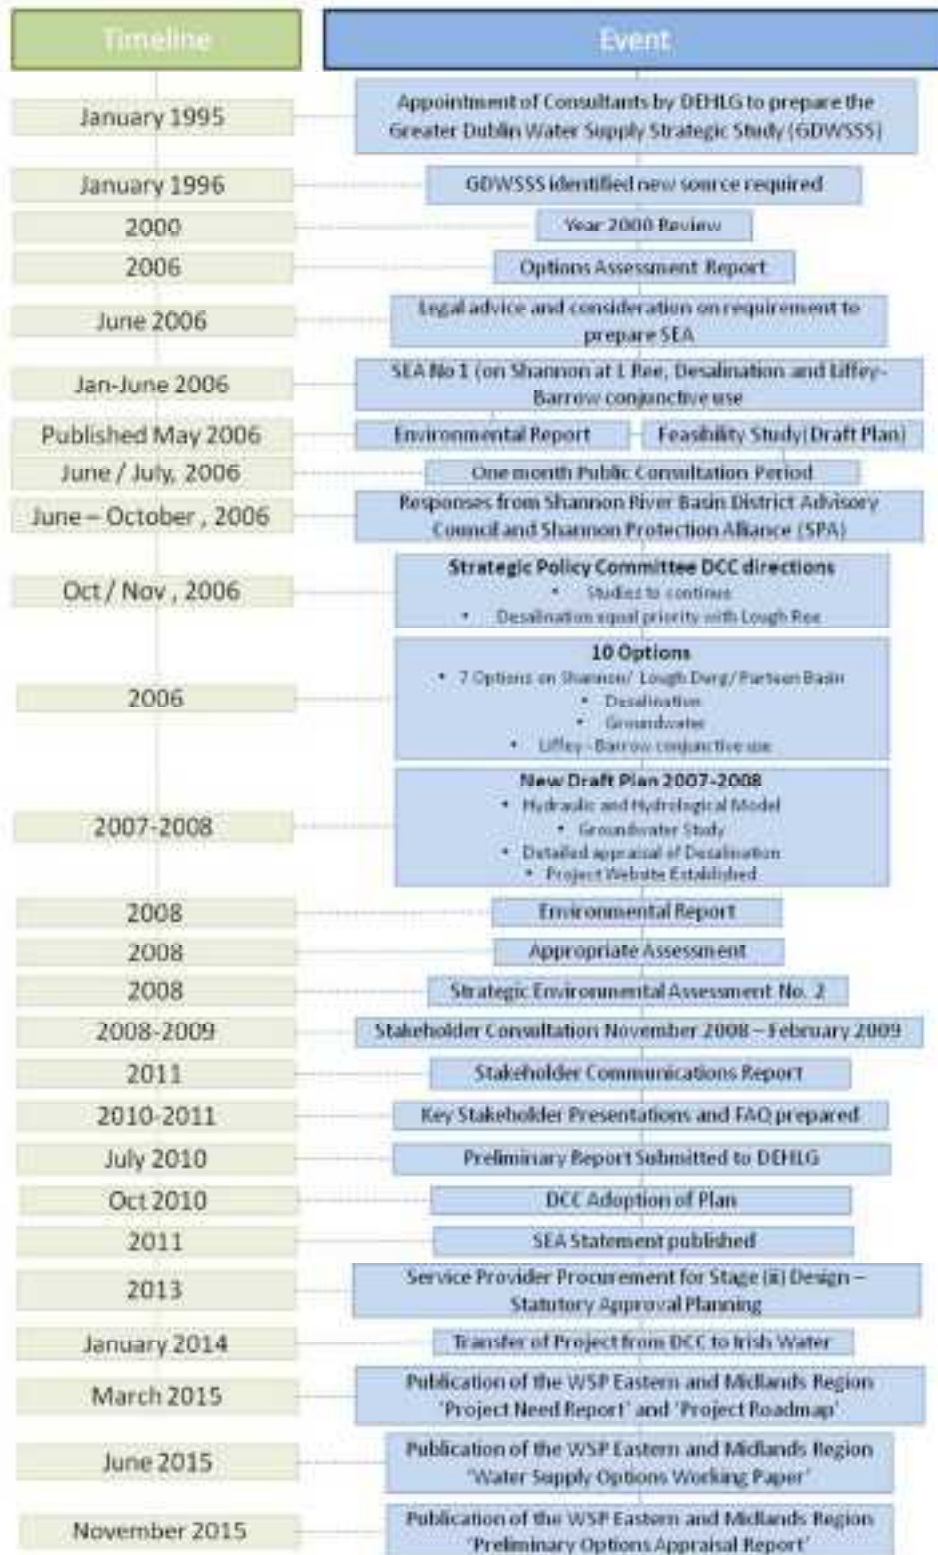 Timeline
Event
January 1995
Appointment of Consultants by DEHLG to prepare the
Greater Dublin Water Supply Strategic Study (GDWSSS)
January 1996
GDWSSS identified new source required
2000
Year 2000 Review
2006
Options Assessment Report
June 2006
Legal advice and consideration on requirement to
prepare SEA
Jan-June 2006
SEA No 1 (on Shannon at L Ree, Desalination and Liffey-
Barrow conjunctive use
Published May 2006
Environmental Report
Feasibility Study(Draft Plan)
June / July, 2006
One month Public Consultation Period
June – October , 2006
Responses from Shannon River Basin District Advisory
Council and Shannon Protection Alliance (SPA)
Oct / Nov , 2006
Strategic Policy Committee DCC directions
• Studies to continue
• Desalination equal priority with Lough Ree
2006
10 Options
• 7 Options on Shannon/ Lough Derg/ Parteen Basin
• Desalination
• Groundwater
• Liffey - Barrow conjunctive use
2007-2008
New Draft Plan 2007-2008
• Hydraulic and Hydrological Model
• Groundwater Study
• Detailed appraisal of Desalination
• Project Website Established
2008
Environmental Report
2008
Appropriate Assessment
2008
Strategic Environmental Assessment No. 2
2008-2009
Stakeholder Consultation November 2008 – February 2009
2011
Stakeholder Communications Report
2010-2011
Key Stakeholder Presentations and FAQ prepared
July 2010
Preliminary Report Submitted to DEHLG
Oct 2010
DCC Adoption of Plan
2011
SEA Statement published
2013
Service Provider Procurement for Stage (ii) Design –
Statutory Approval Planning
January 2014
Transfer of Project from DCC to Irish Water
March 2015
Publication of the WSP Eastern and Midlands Region
'Project Need Report' and 'Project Roadmap'
June 2015
Publication of the WSP Eastern and Midlands Region
'Water Supply Options Working Paper'
November 2015
Publication of the WSP Eastern and Midlands Region
'Preliminary Options Appraisal Report'